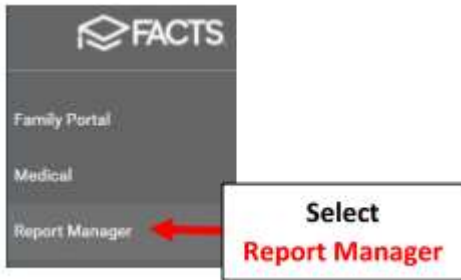 FACTS
Family Portal
Medical
Report Manager
Select
Report Manager